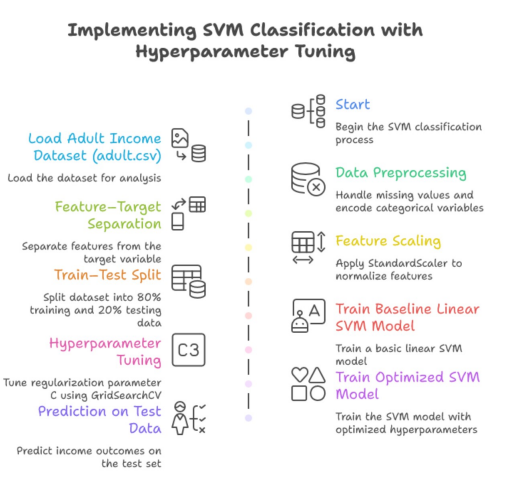 Implementing SVM Classification with
Hyperparameter Tuning
Start
Begin the SVM classification
process
Load Adult Income
Dataset (adult.csv)
Load the dataset for analysis
Data Preprocessing
Handle missing values and
encode categorical variables
Feature-Target
Separation
Separate features from the
target variable
Feature Scaling
Apply StandardScaler to
normalize features
Train-Test Split
Split dataset into 80%
training and 20% testing
data
Train Baseline Linear
SVM Model
Train a basic linear SVM
model
Hyperparameter
Tuning
C3
Tune regularization parameter
C using GridSearchCV
Train Optimized SVM
Model
Train the SVM model with
optimized hyperparameters
Prediction on Test
Data
Predict income outcomes on
the test set
A